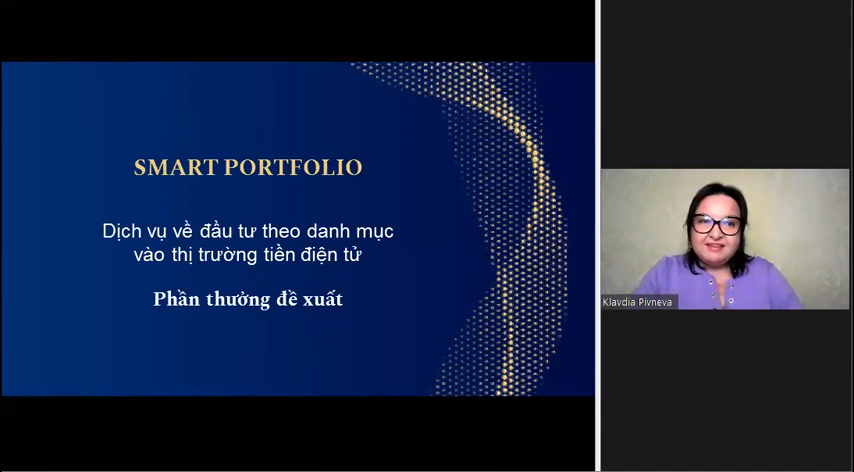 SMART PORTFOLIO
Dịch vụ về đầu tư theo danh mục
vào thị trường tiền điện tử
Phần thưởng đề xuất
Klavdia Pivneva